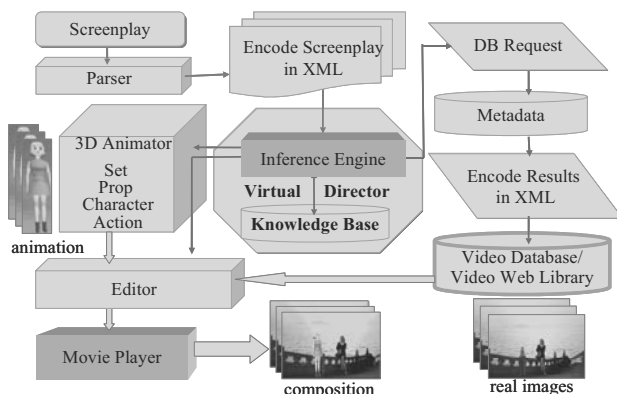 Screenplay
Parser
Encode Screenplay
in XML
DB Request
Metadata
Encode Results
in XML
Video Database/
Video Web Library
3D Animator
Set
Prop
Character
Action
animation
Inference Engine
Virtual Director
Knowledge Base
Editor
Movie Player
composition
real images